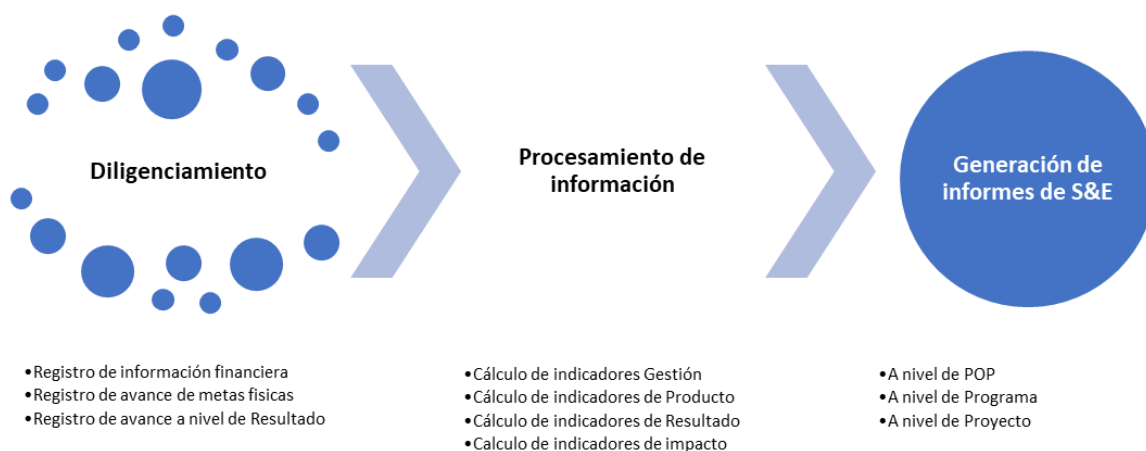 Diligenciamiento
Procesamiento de
información
Generación de
informes de S&E
•Registro de información financiera
•Registro de avance de metas fisicas
•Registro de avance a nivel de Resultado
•Cálculo de indicadores Gestión
•Cálculo de indicadores de Producto
•Cálculo de indicadores de Resultado
•Calculo de indicadores de impacto
•A nivel de POP
•A nivel de Programa
•A nivel de Proyecto